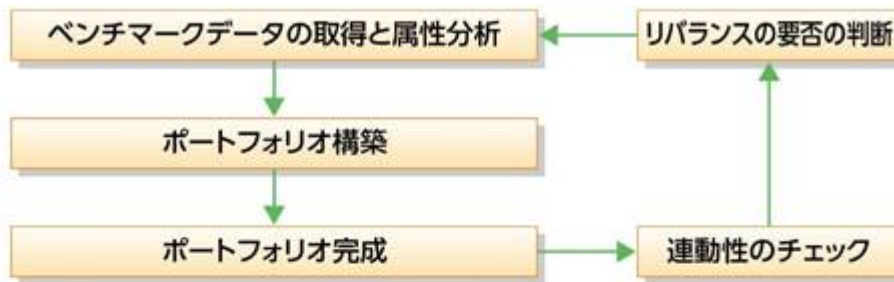 ベンチマークデータの取得と属性分析
リバランスの要否の判断
ポートフォリオ構築
ポートフォリオ完成
連動性のチェック